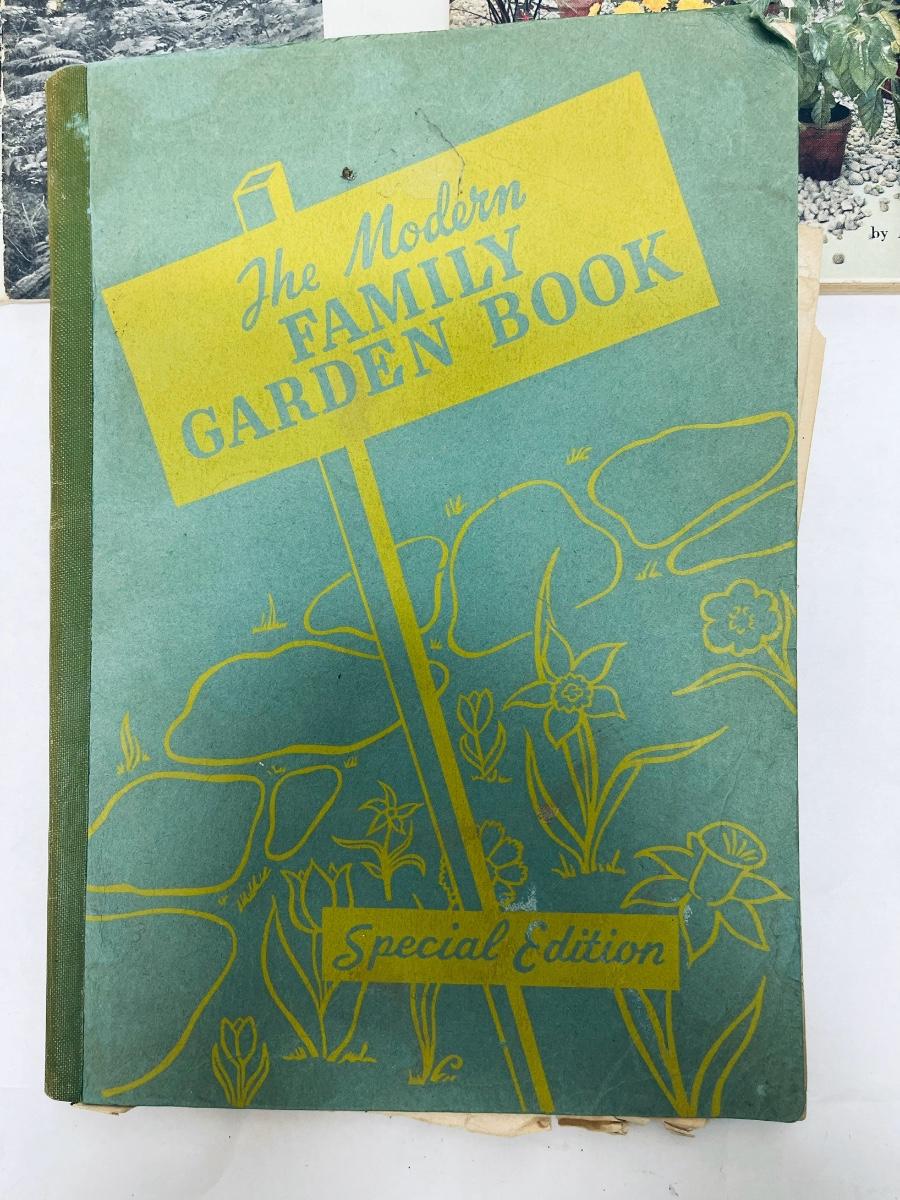 The Modern
FAMILY
GARDEN BOOK
Special Edition
by